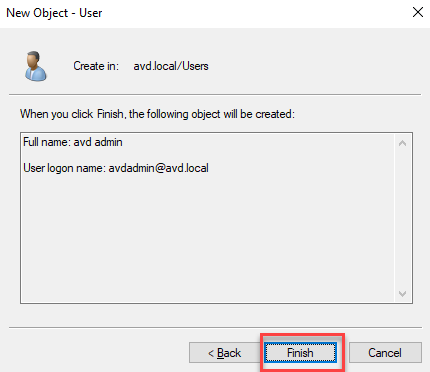 New Object - User
Create in: avd.local/Users
When you click Finish, the following object will be created:
Full name: avd admin
User logon name: avdadmin@avd.local
< Back Finish Cancel